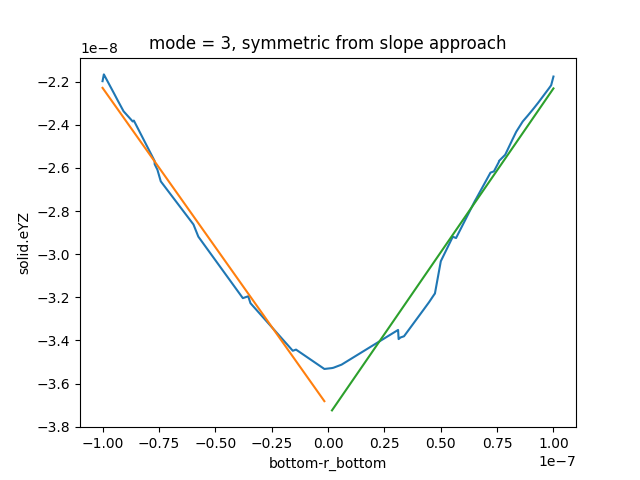 mode = 3, symmetric from slope approach
1e−8
−2.2
−2.4
−2.6
−2.8
−3.0
−3.2
−3.4
−3.6
−3.8
solid.eYZ
−1.00 −0.75 −0.50 −0.25 0.00 0.25 0.50 0.75 1.00
bottom-r_bottom
1e−7